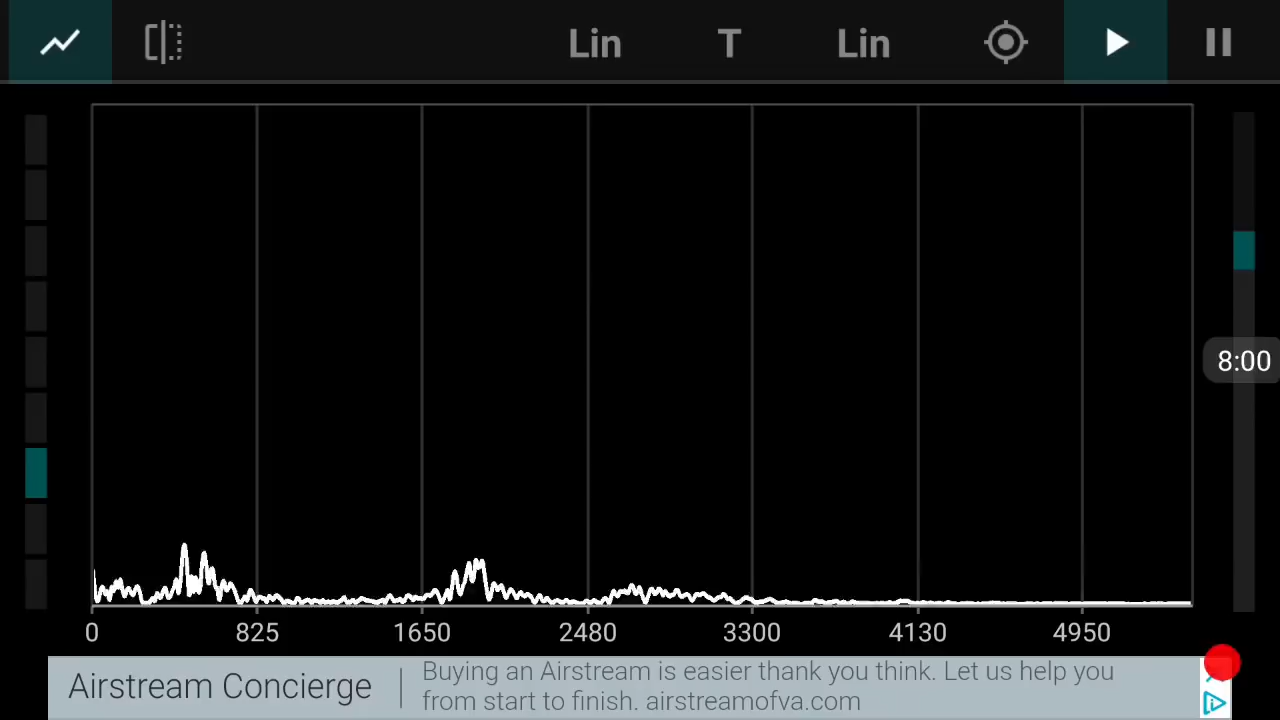 Lin T Lin
8:00
0 825 1650 2480 3300 4130 4950
Airstream Concierge
Buying an Airstream is easier thank you think. Let us help you
from start to finish. airstreamofva.com